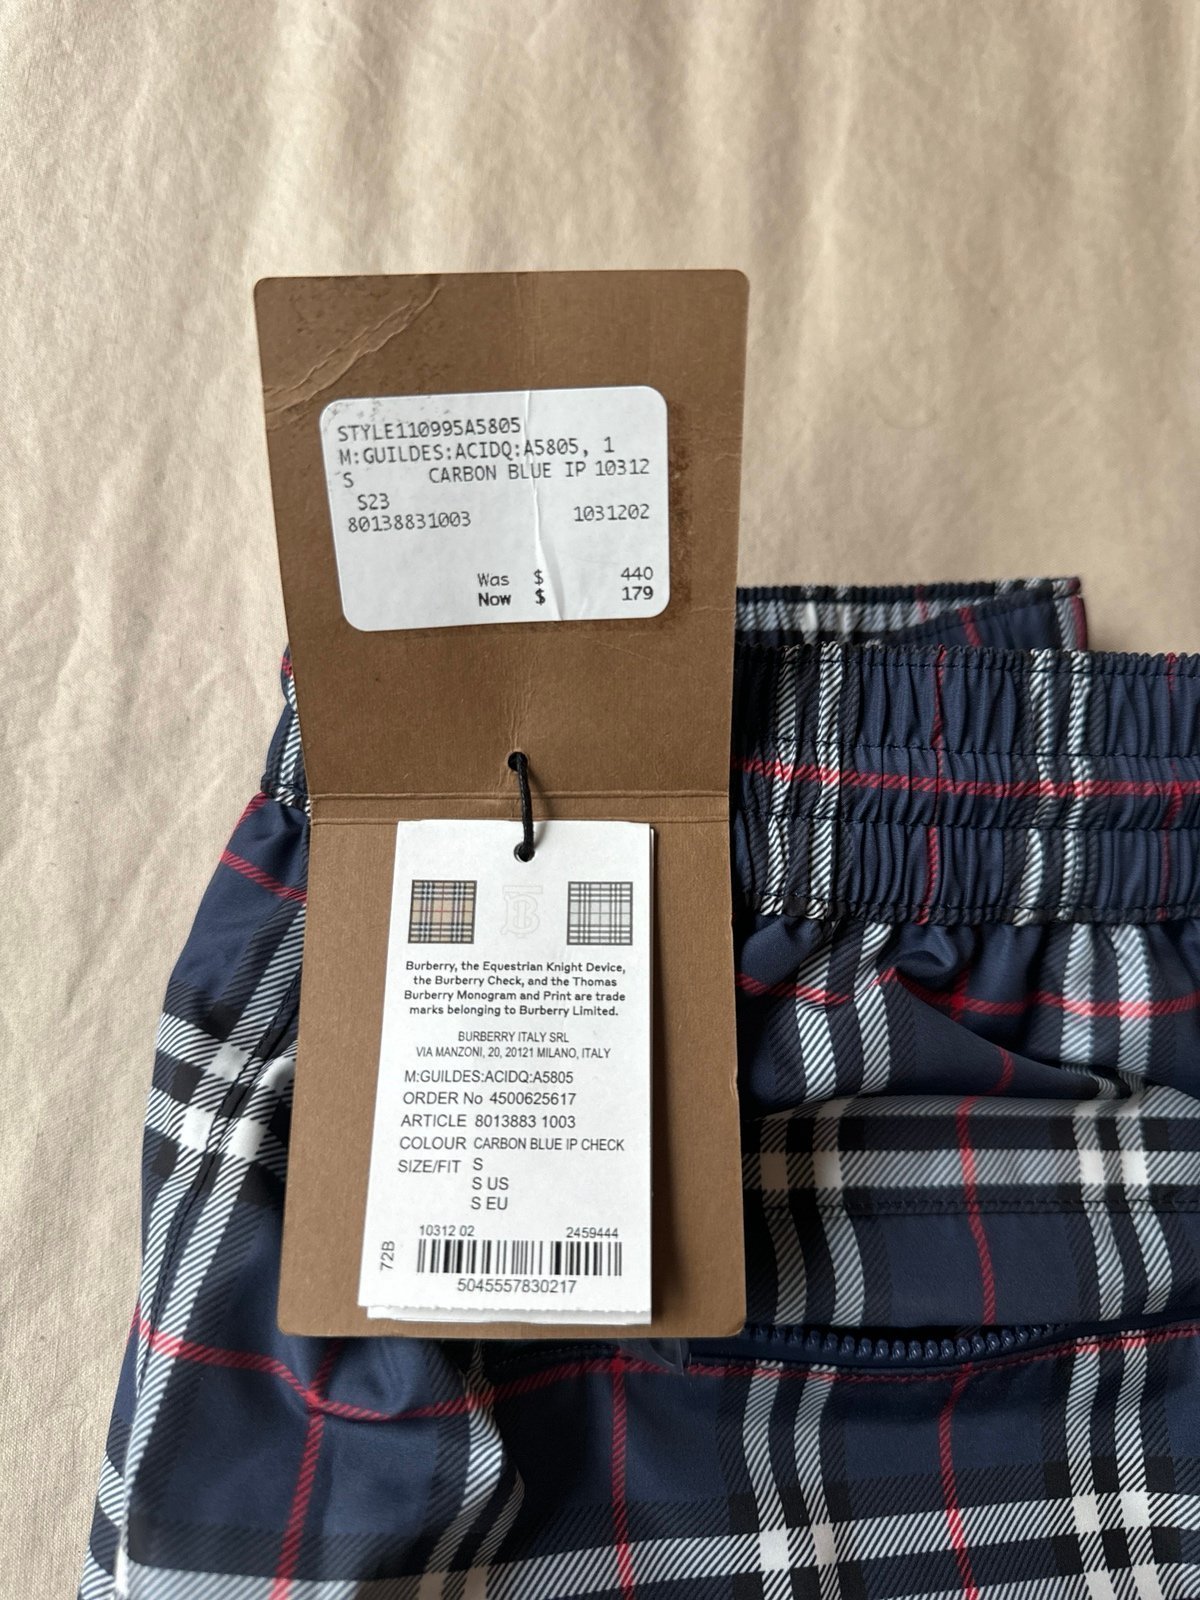 STYLE110995A5805
M:GUILDES:ACIDQ:A5805, 1
S CARBON BLUE IP 10312
S23
80138831003 1031202
Was $ 440
Now $ 179
Burberry, the Equestrian Knight Device,
the Burberry Check, and the Thomas
Burberry Monogram and Print are trade
marks belonging to Burberry Limited.
BURBERRY ITALY SRL
VIA MANZONI, 20, 20121 MILANO, ITALY
M:GUILDES:ACIDQ:A5805
ORDER No 4500625617
ARTICLE 8013883 1003
COLOUR CARBON BLUE IP CHECK
SIZE/FIT S
S US
S EU
10312 02 2459444
72B
5045557830217